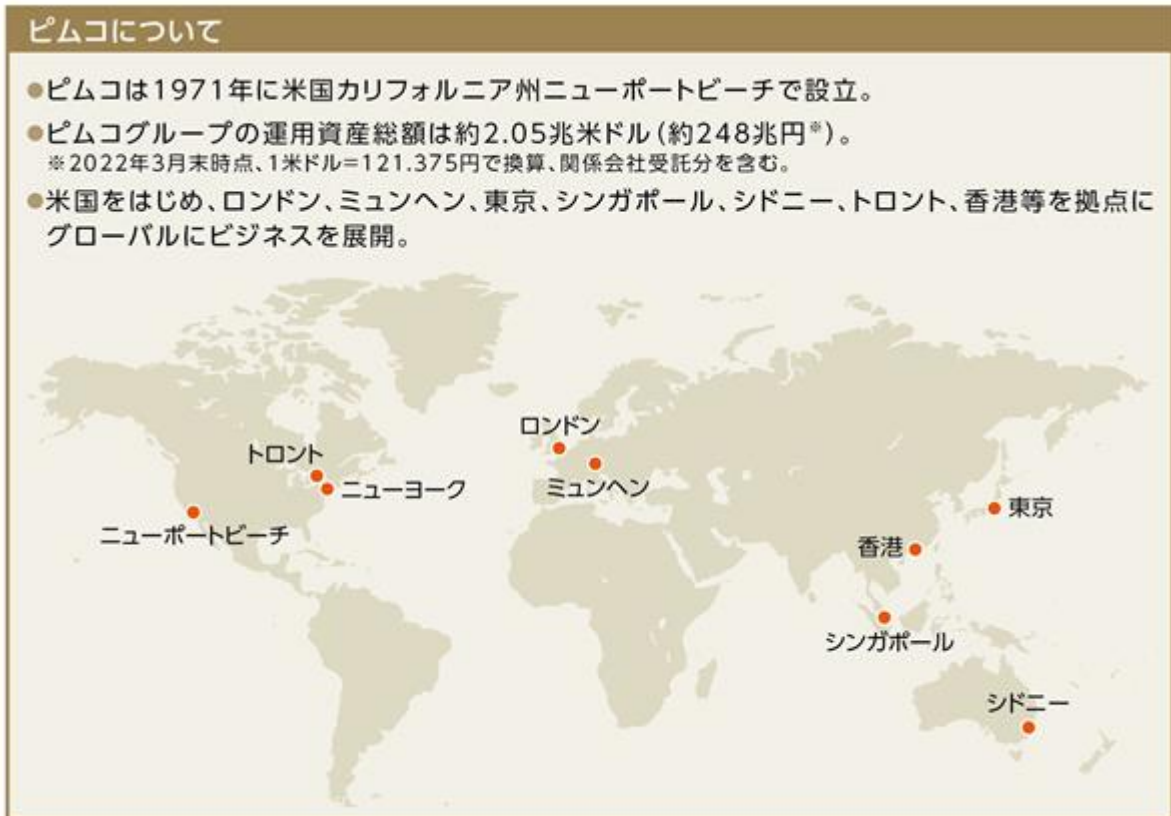 ピムコについて
●ピムコは1971年に米国カリフォルニア州ニューポートビーチで設立。
●ピムコグループの運用資産総額は約2.05兆米ドル(約248兆円※)。
※2022年3月末時点、1米ドル=121.375円で換算、関係会社受託分を含む。
●米国をはじめ、ロンドン、ミュンヘン、東京、シンガポール、シドニー、トロント、香港等を拠点に
グローバルにビジネスを展開。
ロンドン
トロント
ニューヨーク
ミュンヘン
東京
ニューポートビーチ
香港
シンガポール
シドニー